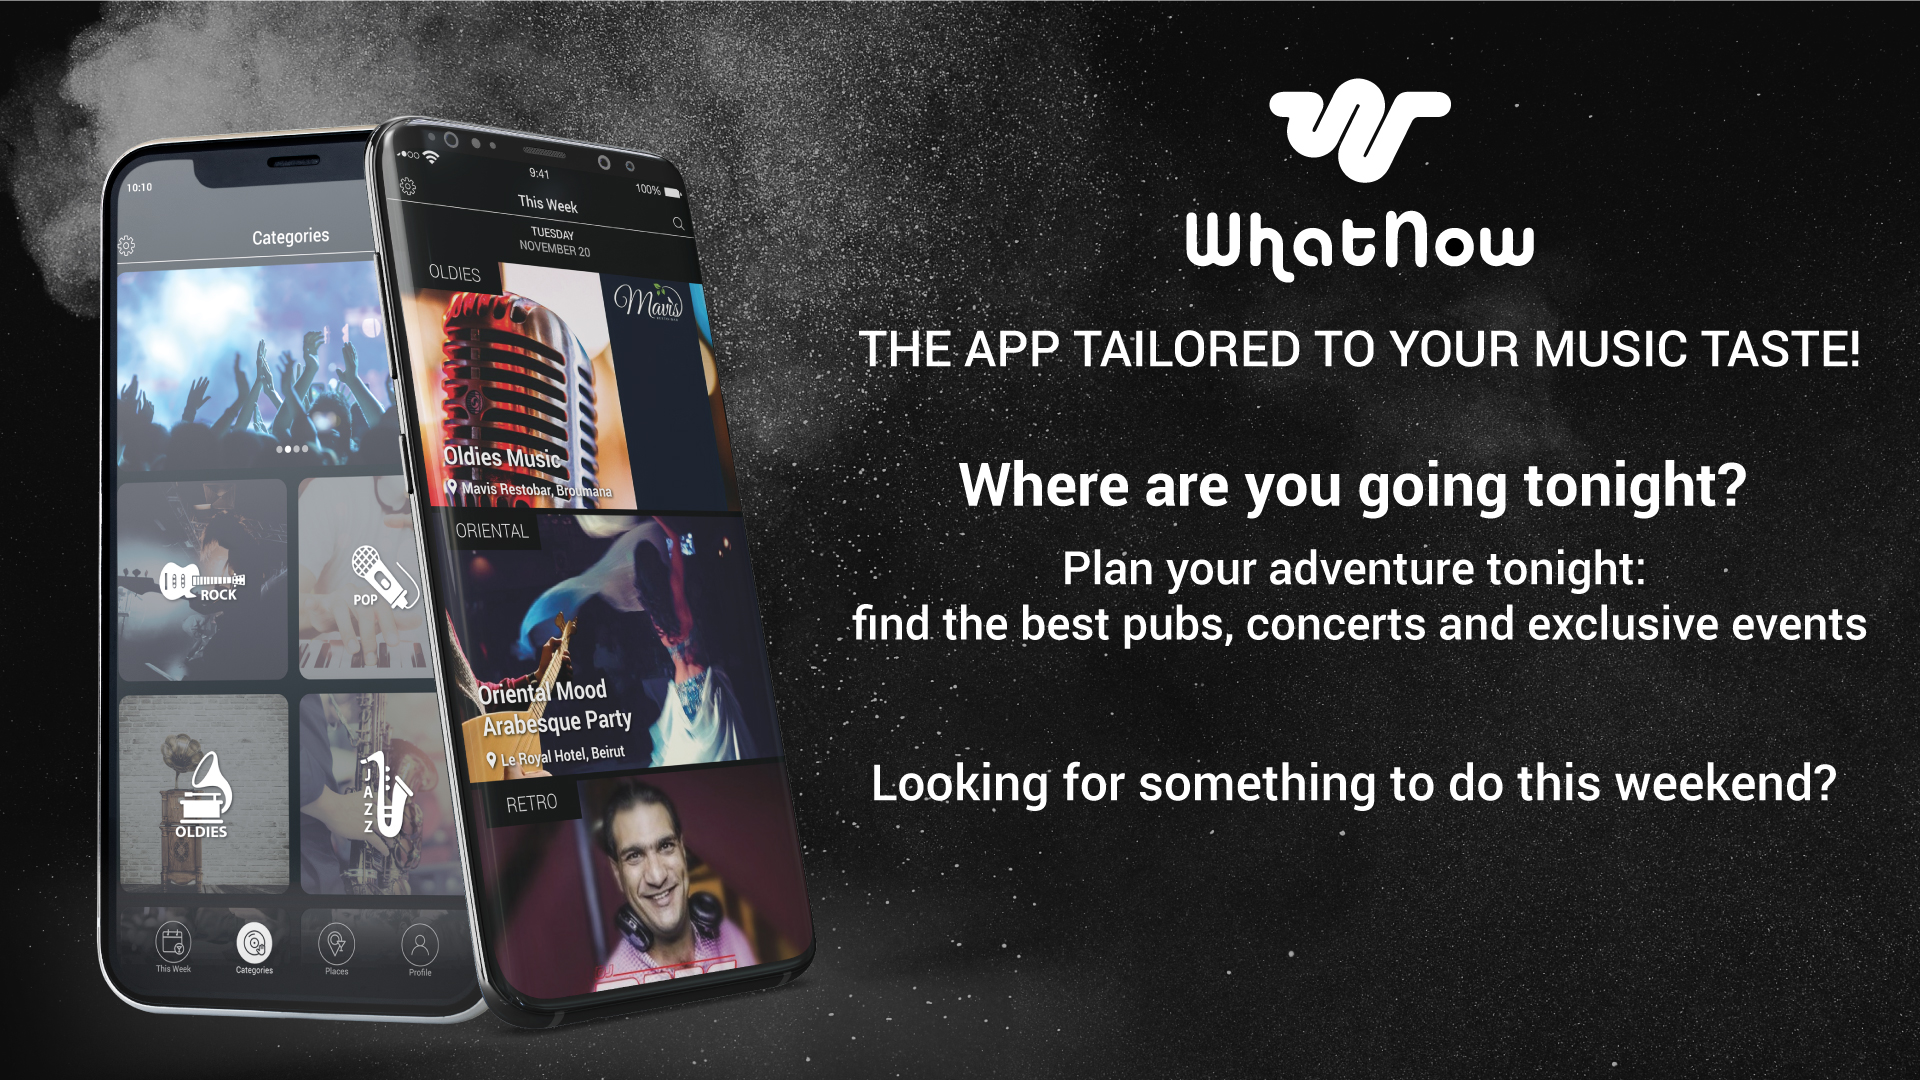 10:10
Categories
ROCK
POP
OLDIES
JAZZ
This Week
Categories
Places
Profile
9:41
100%
This Week
TUESDAY
NOVEMBER 20
OLDIES
Mavis
Oldies Music
Mavis Restobar, Broumana
ORIENTAL
Oriental Mood
Arabesque Party
Le Royal Hotel, Beirut
RETRO
WhatNow
THE APP TAILORED TO YOUR MUSIC TASTE!
Where are you going tonight?
Plan your adventure tonight:
find the best pubs, concerts and exclusive events
Looking for something to do this weekend?